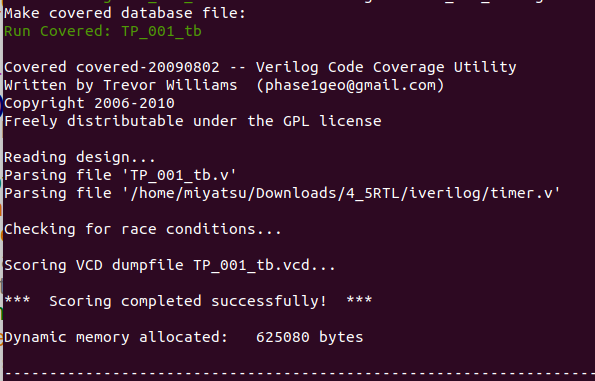 Make covered database file:
Run Covered: TP_001_tb
Covered covered-20090802 -- Verilog Code Coverage Utility
Written by Trevor Williams  (phase1geo@gmail.com)
Copyright 2006-2010
Freely distributable under the GPL license
Reading design...
Parsing file 'TP_001_tb.v'
Parsing file '/home/miyatsu/Downloads/4_5RTL/iverilog/timer.v'
Checking for race conditions...
Scoring VCD dumpfile TP_001_tb.vcd...
***  Scoring completed successfully!  ***
Dynamic memory allocated:   625080 bytes
--------------------------------------------------------------------